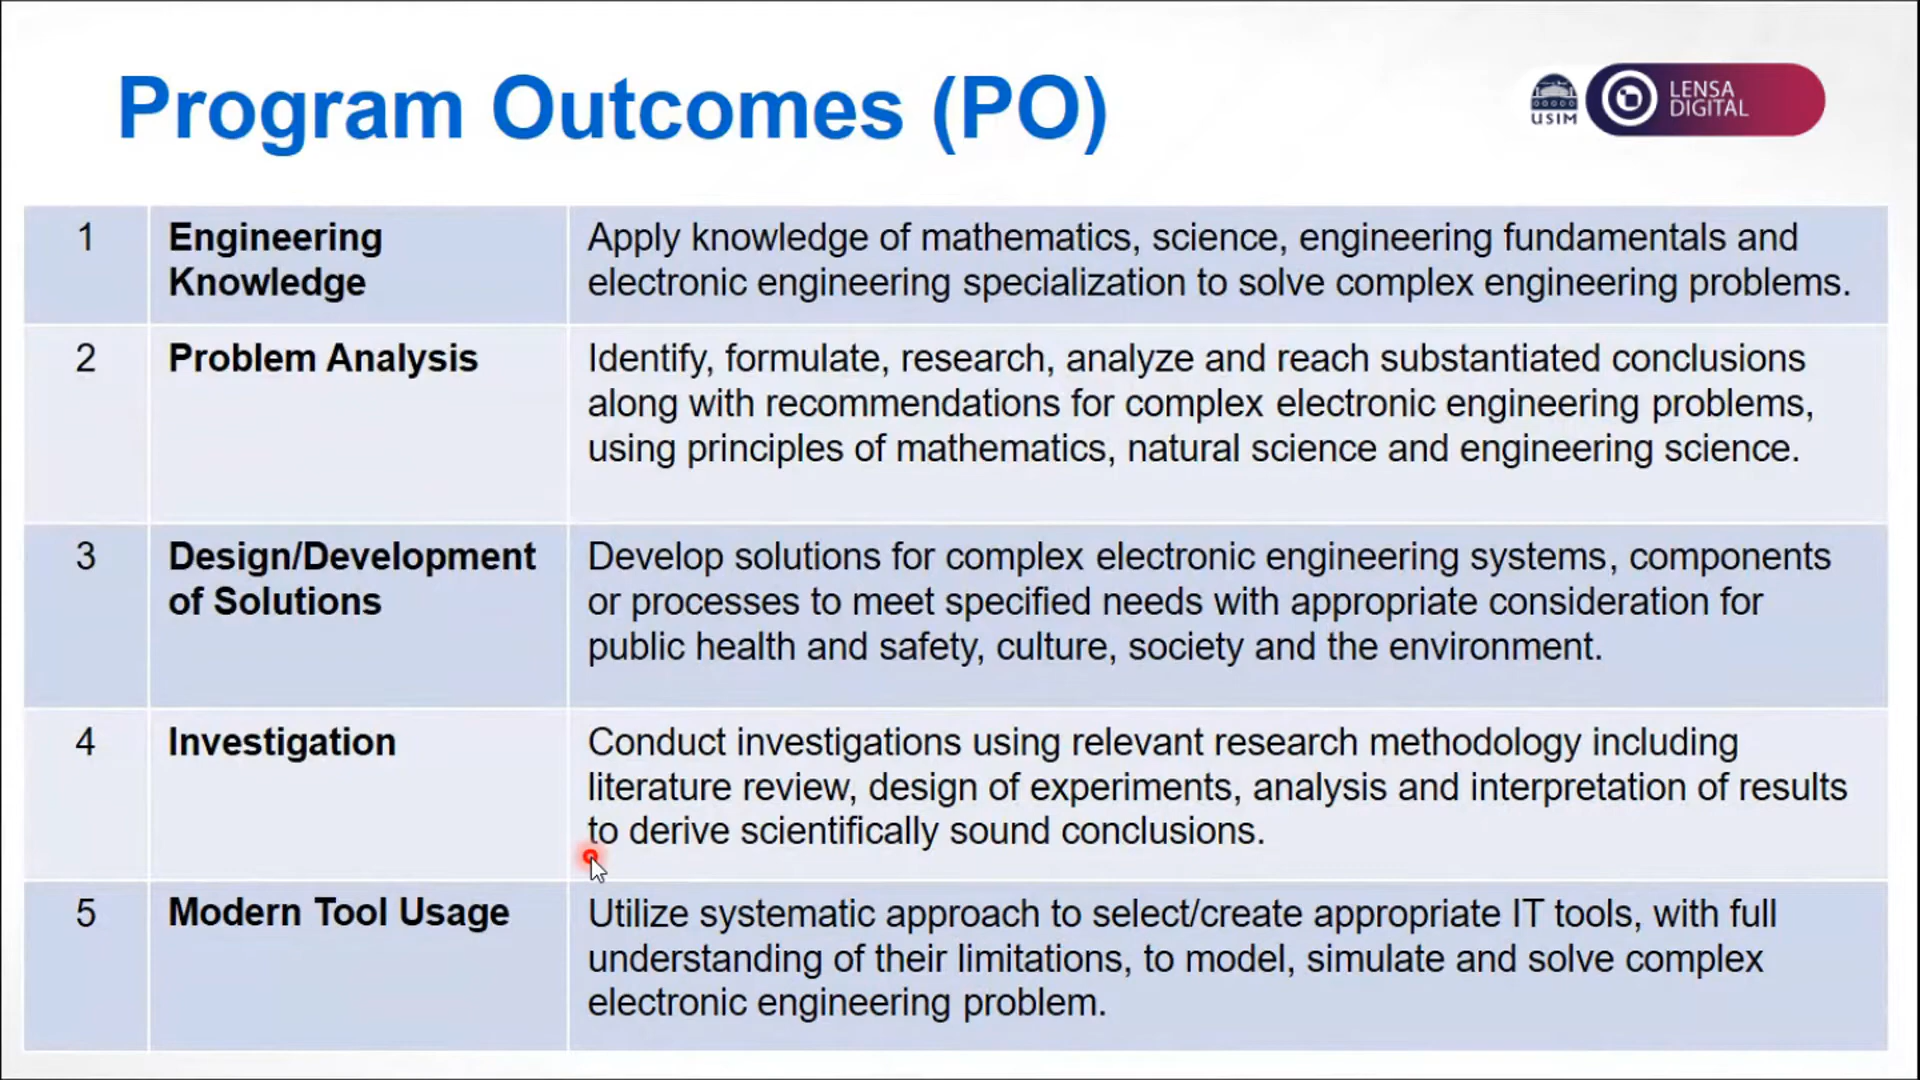 Program Outcomes (PO)
USIM
LENSA
DIGITAL
1
Engineering
Knowledge
Apply knowledge of mathematics, science, engineering fundamentals and
electronic engineering specialization to solve complex engineering problems.
2
Problem Analysis
Identify, formulate, research, analyze and reach substantiated conclusions
along with recommendations for complex electronic engineering problems,
using principles of mathematics, natural science and engineering science.
3
Design/Development
of Solutions
Develop solutions for complex electronic engineering systems, components
or processes to meet specified needs with appropriate consideration for
public health and safety, culture, society and the environment.
4
Investigation
Conduct investigations using relevant research methodology including
literature review, design of experiments, analysis and interpretation of results
to derive scientifically sound conclusions.
5
Modern Tool Usage
Utilize systematic approach to select/create appropriate IT tools, with full
understanding of their limitations, to model, simulate and solve complex
electronic engineering problem.